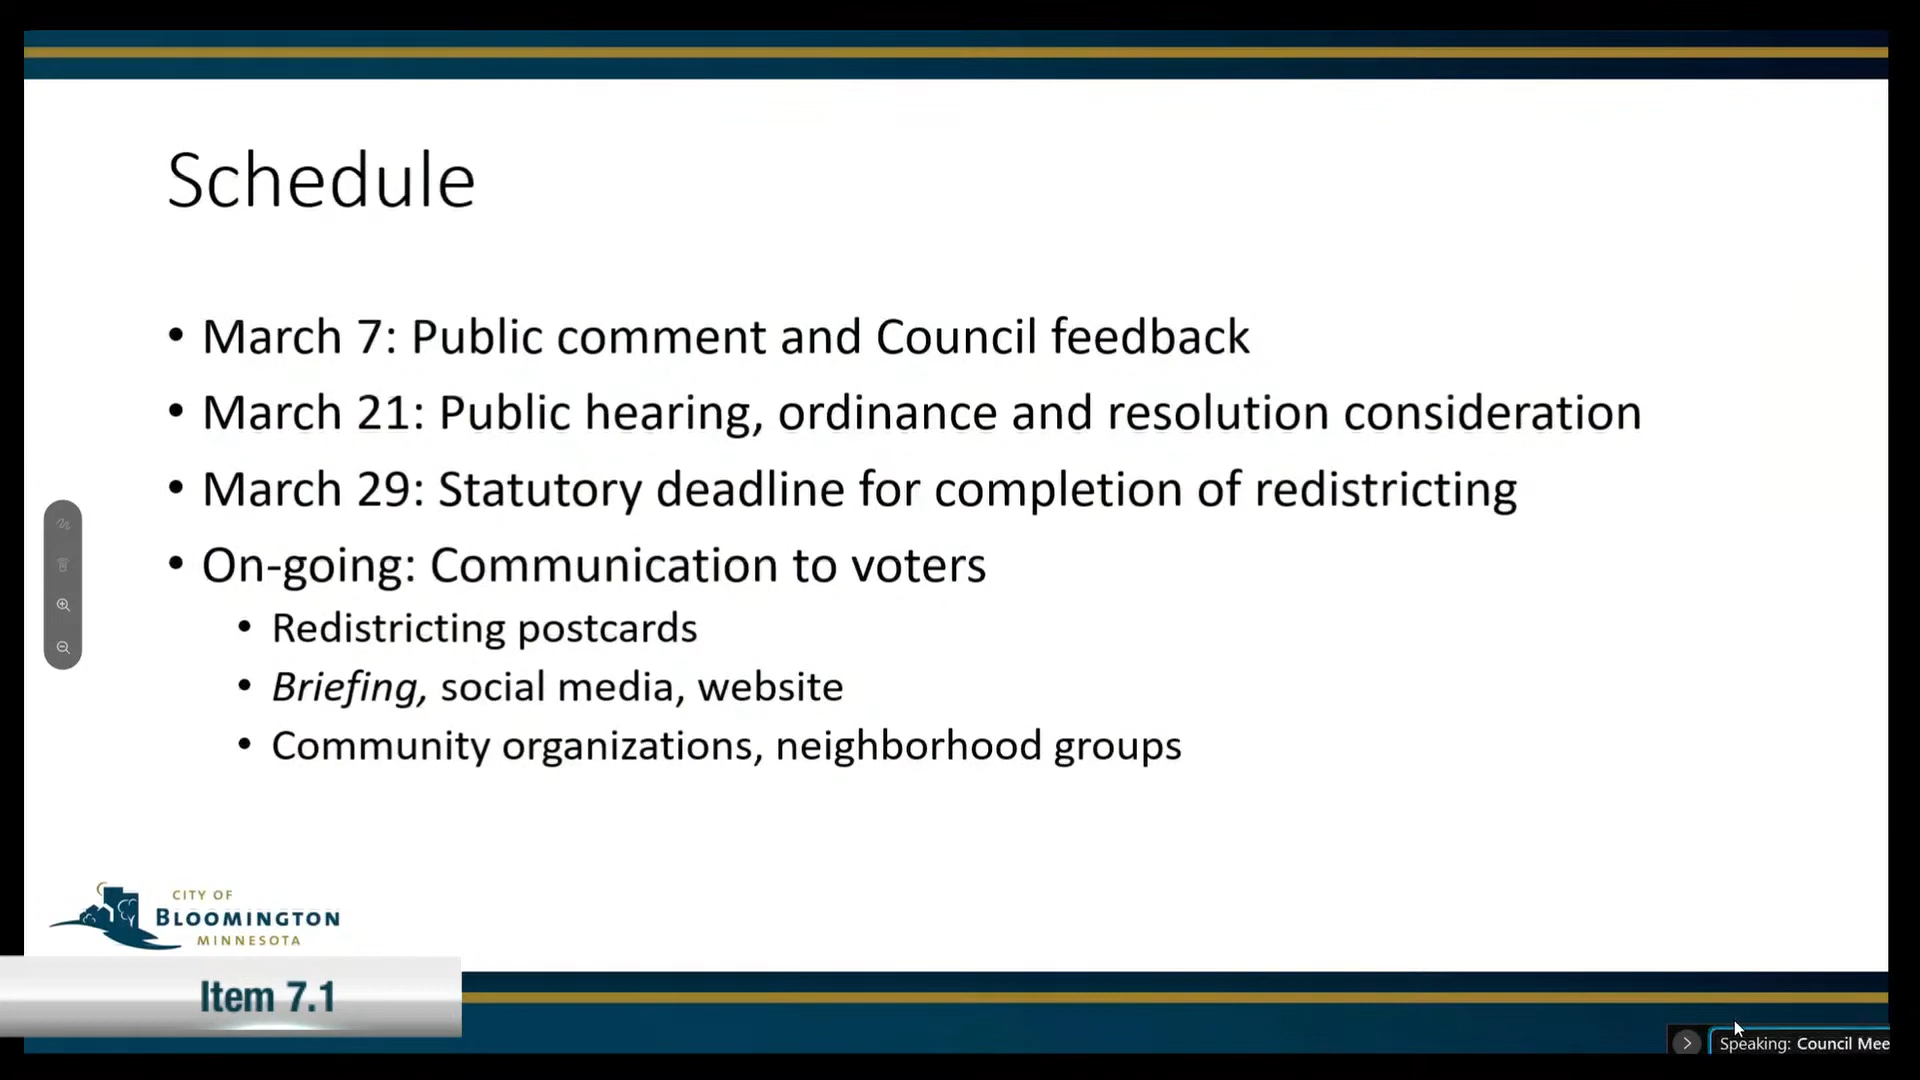 Schedule
• March 7: Public comment and Council feedback
• March 21: Public hearing, ordinance and resolution consideration
• March 29: Statutory deadline for completion of redistricting
• On-going: Communication to voters
• Redistricting postcards
• Briefing, social media, website
• Community organizations, neighborhood groups
CITY OF
BLOOMINGTON
MINNESOTA
Item 7.1
Speaking: Council Mee